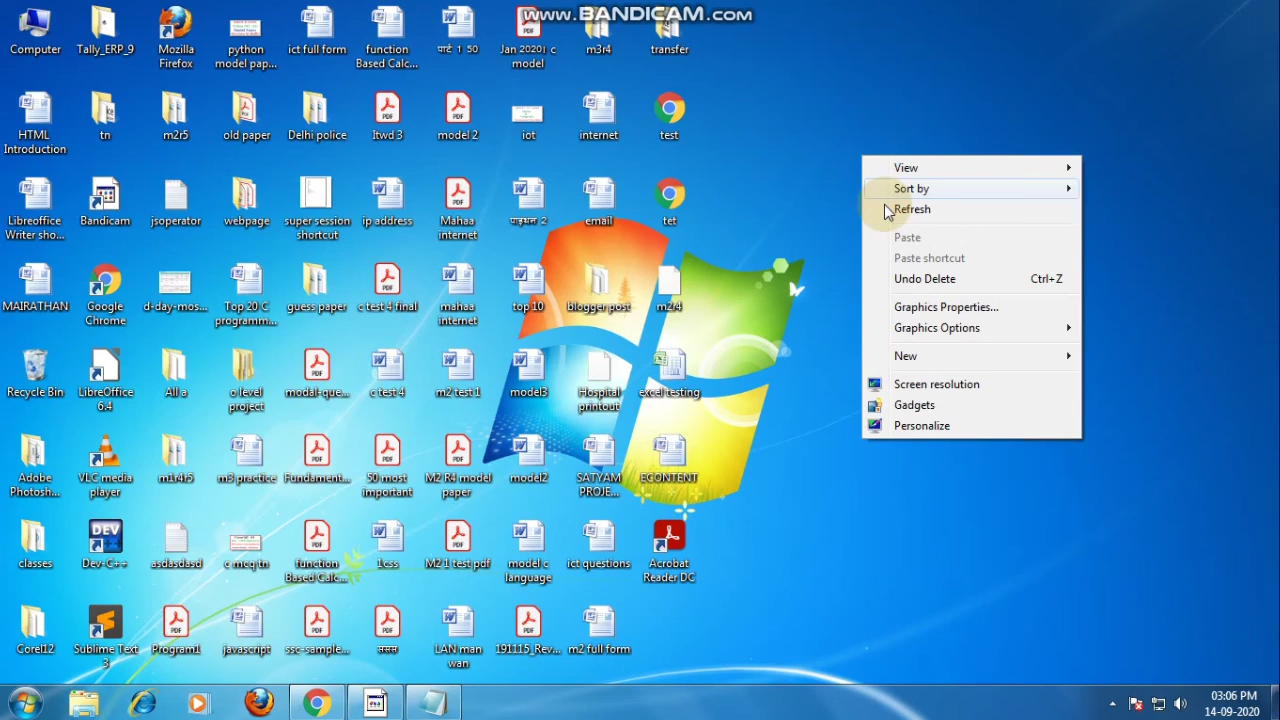 www.BANDICAM.com
Computer
Tally_ERP_9
Mozilla
Firefox
python
model pap...
ict full form
function
Based Calc...
पार्ट 1 50
Jan 2020। c
model
m3r4
transfer
HTML
Introduction
tn
m2r5
old paper
Delhi police
Itwd 3
model 2
iot
internet
test
Libreoffice
Writer sho...
Bandicam
jsoperator
webpage
super session
shortcut
ip address
Mahaa
internet
पाइथन 2
email
tet
MAIRATHAN
Google
Chrome
d-day-mos...
Top 20 C
programm...
guess paper
c test 4 final
mahaa
internet
top 10
blogger post
m2r4
Recycle Bin
LibreOffice
6.4
All a
o level
project
modal-que...
c test 4
m2 test 1
model3
Hospital
printout
excel testing
Adobe
Photosh...
VLC media
player
m1r4r5
m3 practice
Fundament...
50 most
important
M2 R4 model
paper
model2
SATYAM
PROJE...
ECONTENT
classes
Dev-C++
asdasdasd
c mcq tn
function
Based Calc...
1css
M2 1 test pdf
model c
language
ict questions
Acrobat
Reader DC
Corel12
Sublime Text
3
Program1
javascript
ssc-sample...
सससस
LAN man
wan
191115_Rev...
m2 full form
View
Sort by
Refresh
Paste
Paste shortcut
Undo Delete Ctrl+Z
Graphics Properties...
Graphics Options
New
Screen resolution
Gadgets
Personalize
03:06 PM
14-09-2020